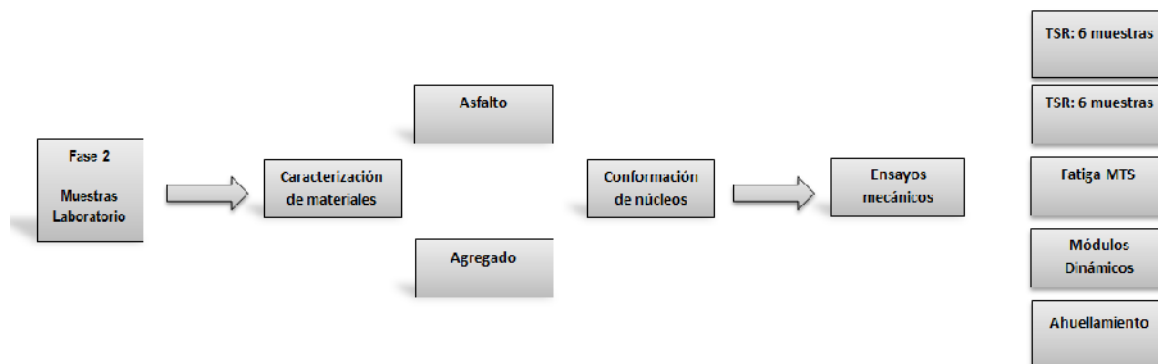 Fase 2
Muestras
Laboratorio
Caracterización
de materiales
Asfalto
Agregado
Conformación
de núcleos
Ensayos
mecánicos
TSR: 6 muestras
TSR: 6 muestras
Fatiga MTS
Módulos
Dinámicos
Ahuellamiento